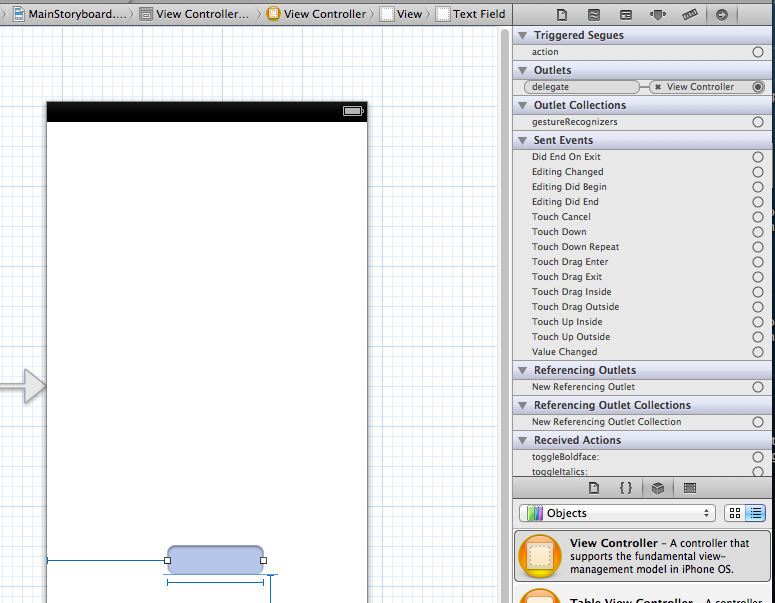 MainStoryboard.... View Controller... View Controller View Text Field
Triggered Segues
action
Outlets
delegate View Controller
Outlet Collections
gestureRecognizers
Sent Events
Did End On Exit
Editing Changed
Editing Did Begin
Editing Did End
Touch Cancel
Touch Down
Touch Down Repeat
Touch Drag Enter
Touch Drag Exit
Touch Drag Inside
Touch Drag Outside
Touch Up Inside
Touch Up Outside
Value Changed
Referencing Outlets
New Referencing Outlet
Referencing Outlet Collections
New Referencing Outlet Collection
Received Actions
toggleBoldface:
toggleItalics:
Objects
View Controller – A controller that
supports the fundamental view-
management model in iPhone OS.
Table View Controller – A controller